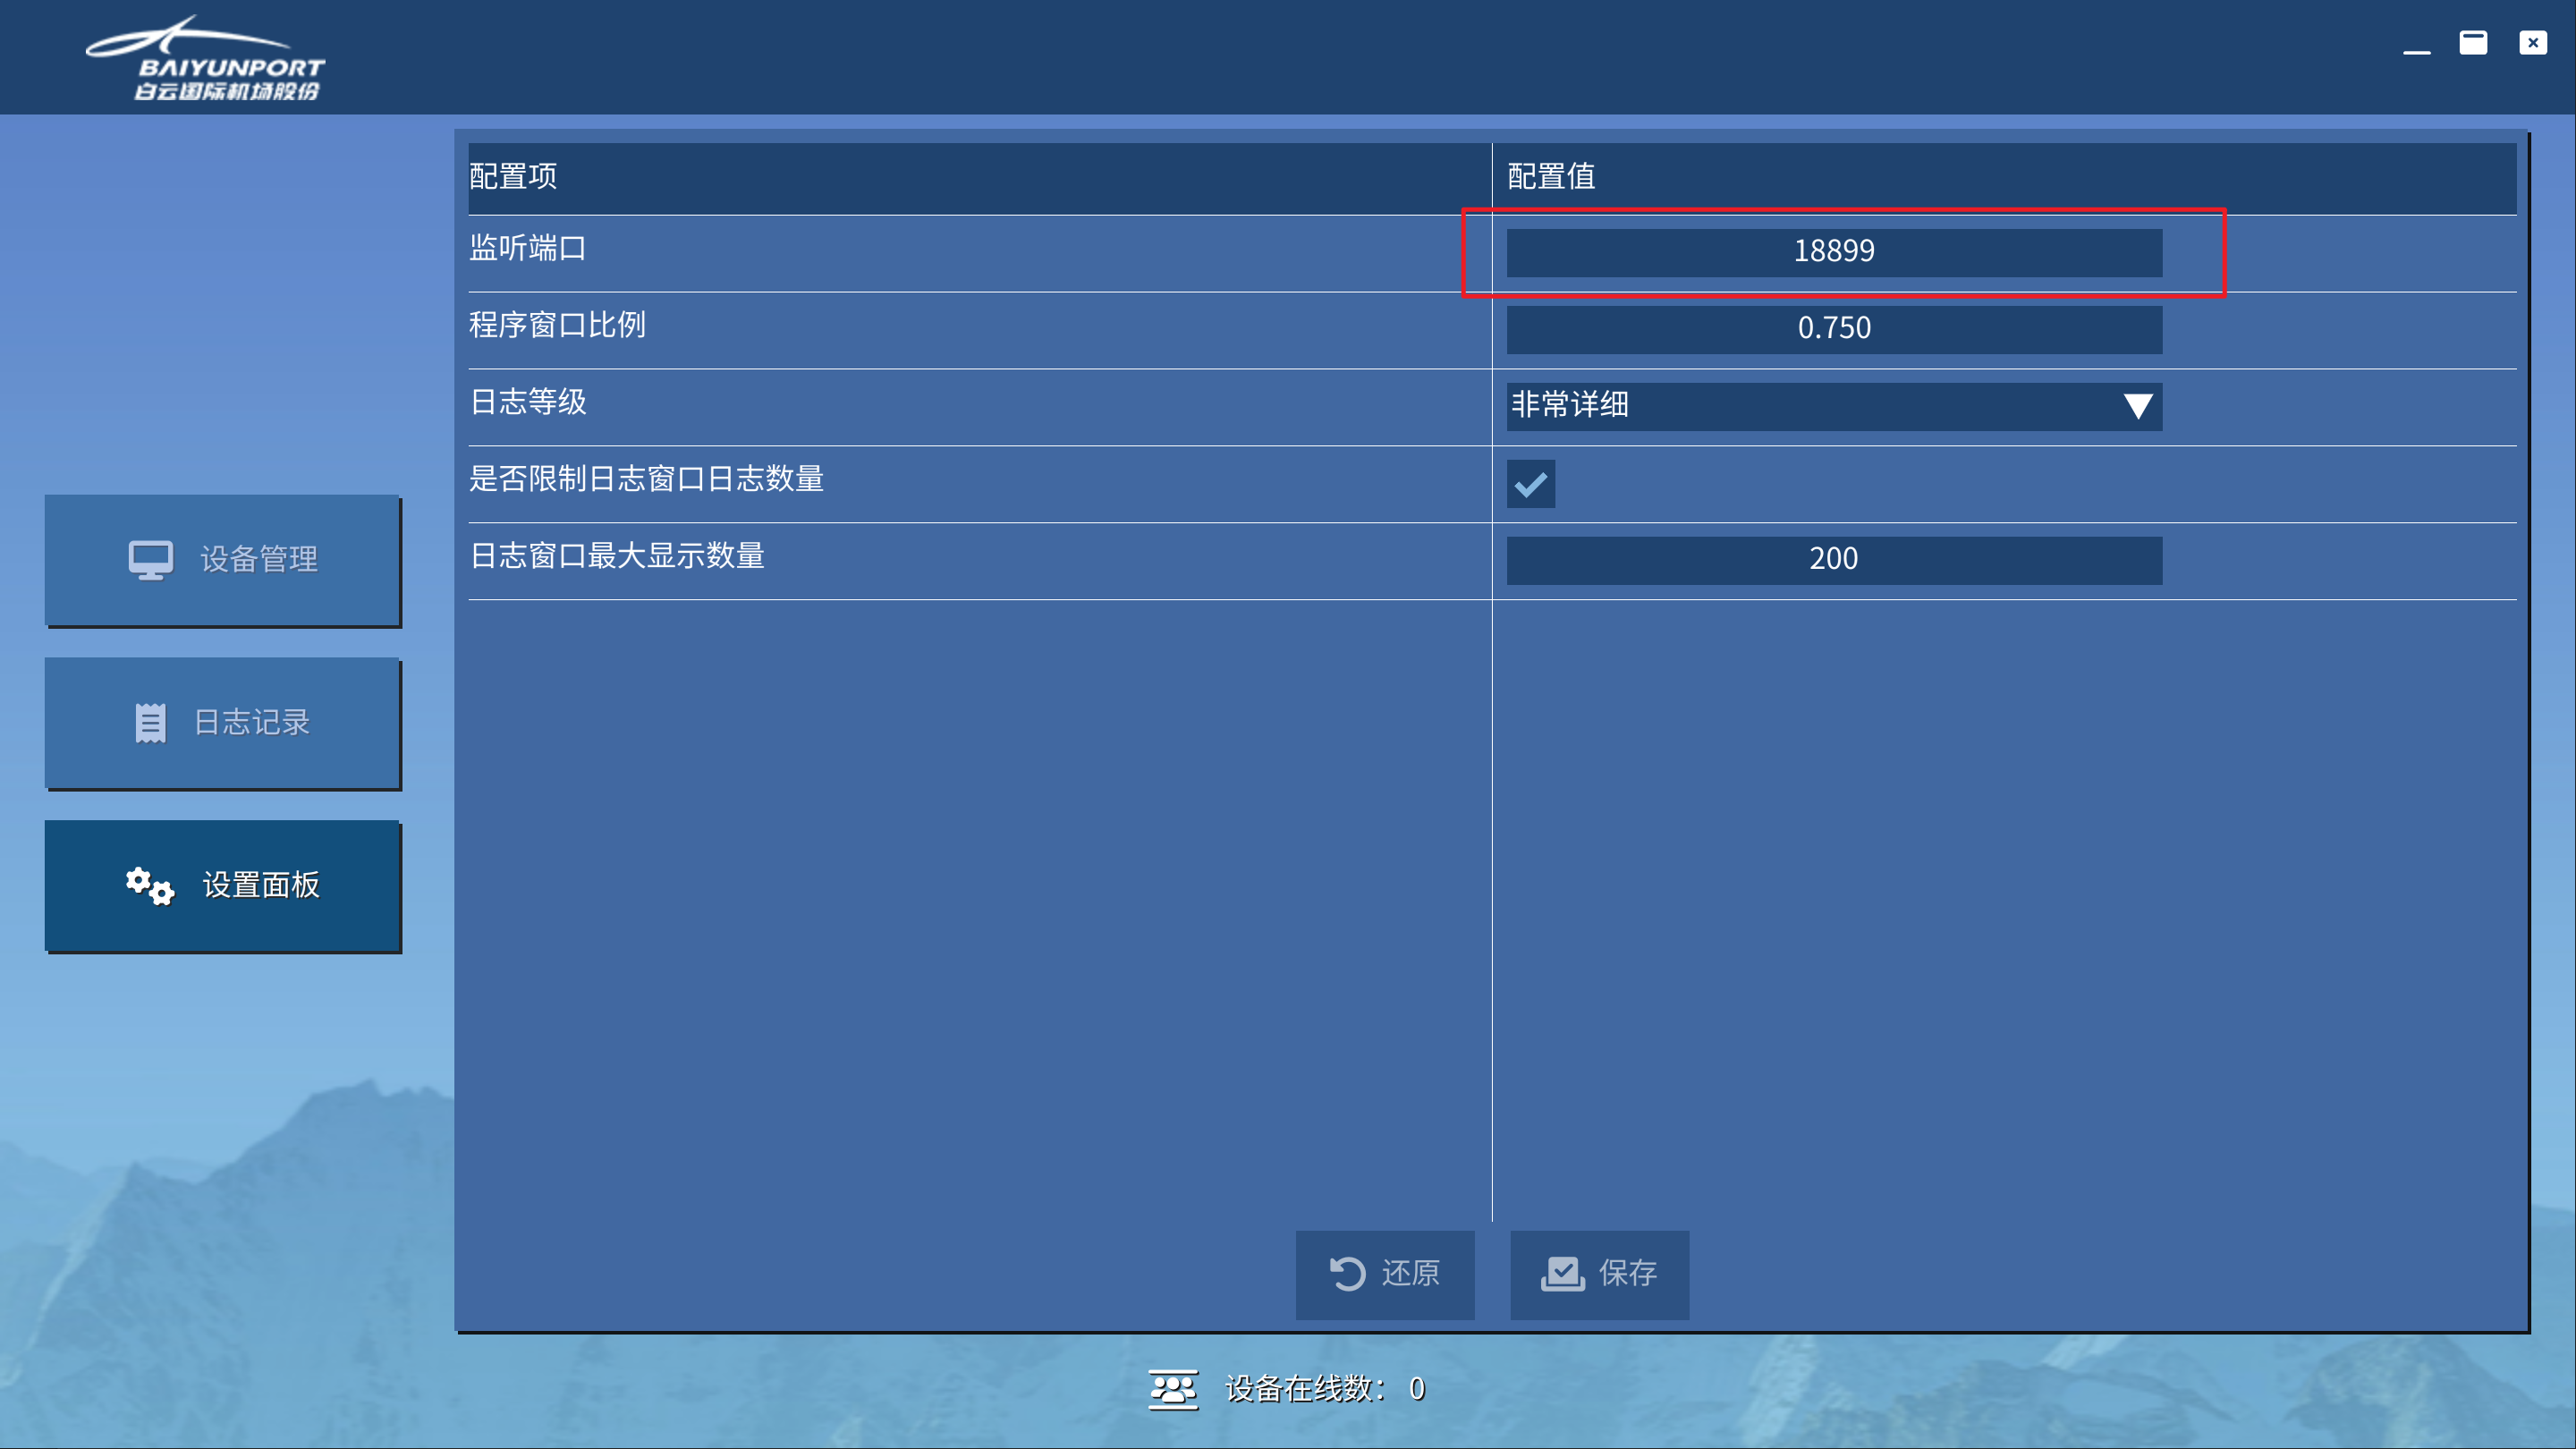 BAIYUNPORT
白云国际机场股份
配置项 配置值
监听端口 18899
程序窗口比例 0.750
日志等级 非常详细
是否限制日志窗口日志数量
日志窗口最大显示数量 200
设备管理
日志记录
设置面板
还原 保存
设备在线数： 0